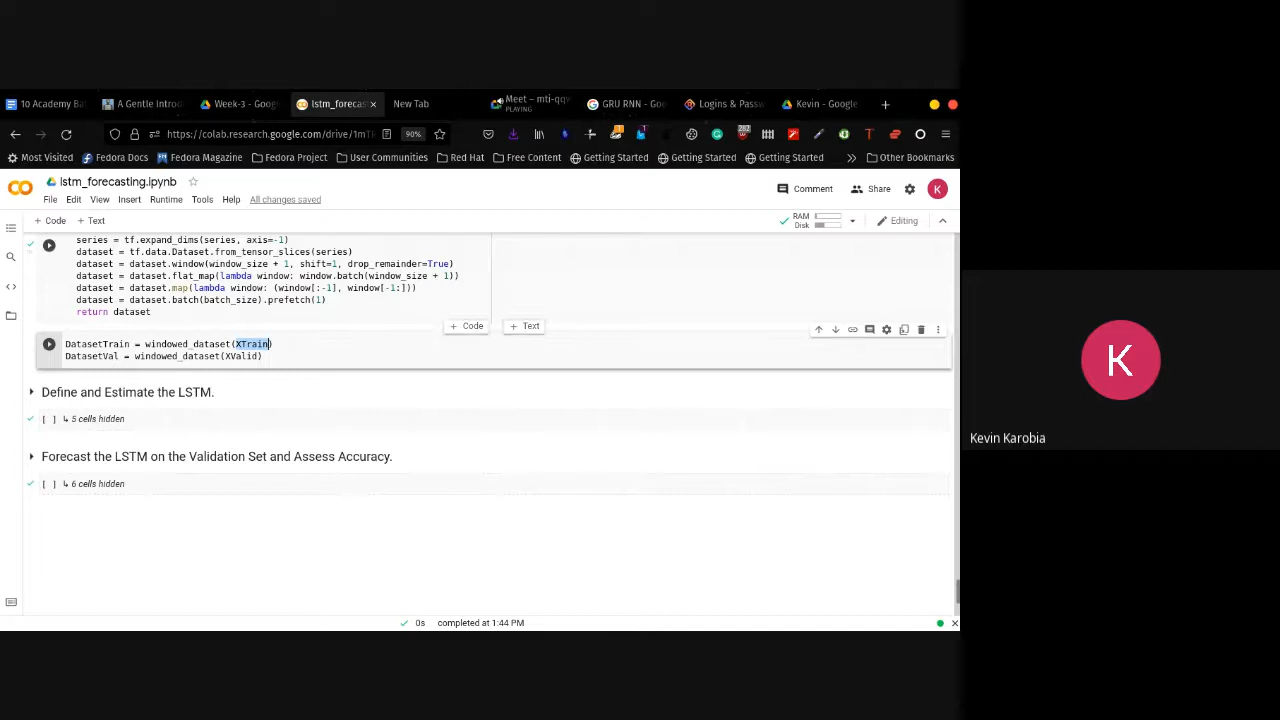 10 Academy Ba
A Gentle Introd
Week-3 - Goog
lstm_forecas
New Tab
Meet – mti-qqv
PLAYING
GRU RNN - Goo
Logins & Passw
Kevin - Google
https://colab.research.google.com/drive/1mTR
90%
Most Visited
Fedora Docs
Fedora Magazine
Fedora Project
User Communities
Red Hat
Free Content
Getting Started
Getting Started
Getting Started
Other Bookmarks
lstm_forecasting.ipynb
File Edit View Insert Runtime Tools Help All changes saved
Comment
Share
K
+ Code + Text
RAM
Disk
Editing
series = tf.expand_dims(series, axis=-1)
dataset = tf.data.Dataset.from_tensor_slices(series)
dataset = dataset.window(window_size + 1, shift=1, drop_remainder=True)
dataset = dataset.flat_map(lambda window: window.batch(window_size + 1))
dataset = dataset.map(lambda window: (window[:-1], window[-1:]))
dataset = dataset.batch(batch_size).prefetch(1)
return dataset
+ Code + Text
DatasetTrain = windowed_dataset(XTrain)
DatasetVal = windowed_dataset(XValid)
Define and Estimate the LSTM.
[ ] ↳ 5 cells hidden
Forecast the LSTM on the Validation Set and Assess Accuracy.
[ ] ↳ 6 cells hidden
0s completed at 1:44 PM
K
Kevin Karobia